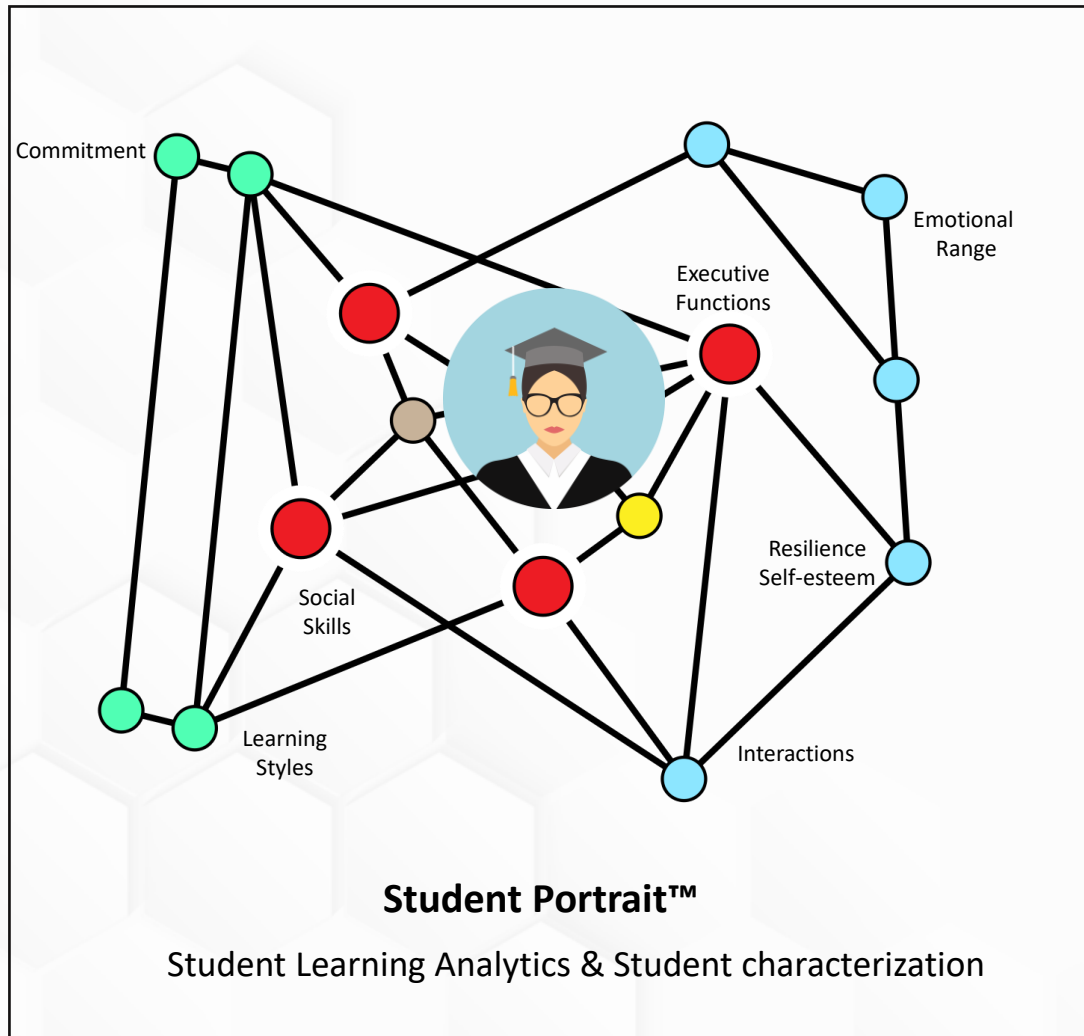 Commitment
Emotional
Range
Executive
Functions
Resilience
Self-esteem
Social
Skills
Learning
Styles
Interactions
Student Portrait™
Student Learning Analytics & Student characterization